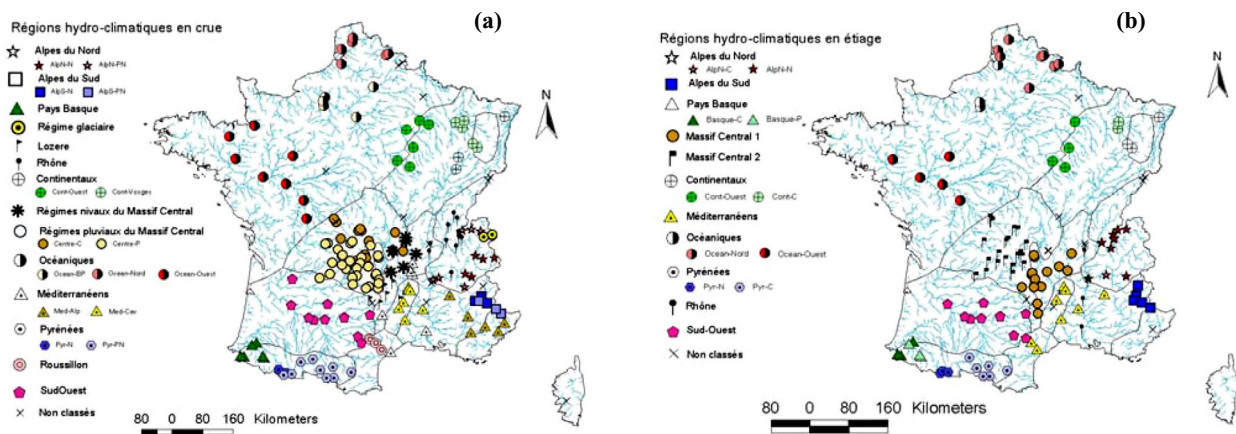 Régions hydro-climatiques en crue
(a)
Alpes du Nord
AlpN-N AlpN-PN
Alpes du Sud
AlpS-N AlpS-PN
Pays Basque
Régime glaciaire
Lozere
Rhône
Continentaux
Cont-Ouest Cont-Vosges
Régimes nivaux du Massif Central
Régimes pluviaux du Massif Central
Centre-C Centre-P
Océaniques
Ocean-BP Ocean-Nord Ocean-Ouest
Méditerranéens
Med-Alp Med-Cev
Pyrénées
Pyr-N Pyr-PN
Roussillon
SudOuest
Non classés
N
80 0 80 160 Kilometers
Régions hydro-climatiques en étiage
(b)
Alpes du Nord
AlpN-C AlpN-N
Alpes du Sud
Pays Basque
Basque-C Basque-P
Massif Central 1
Massif Central 2
Continentaux
Cont-Ouest Cont-C
Méditerranéens
Océaniques
Ocean-Nord Ocean-Ouest
Pyrénées
Pyr-N Pyr-C
Rhône
Sud-Ouest
Non classés
N
80 0 80 160 Kilometers